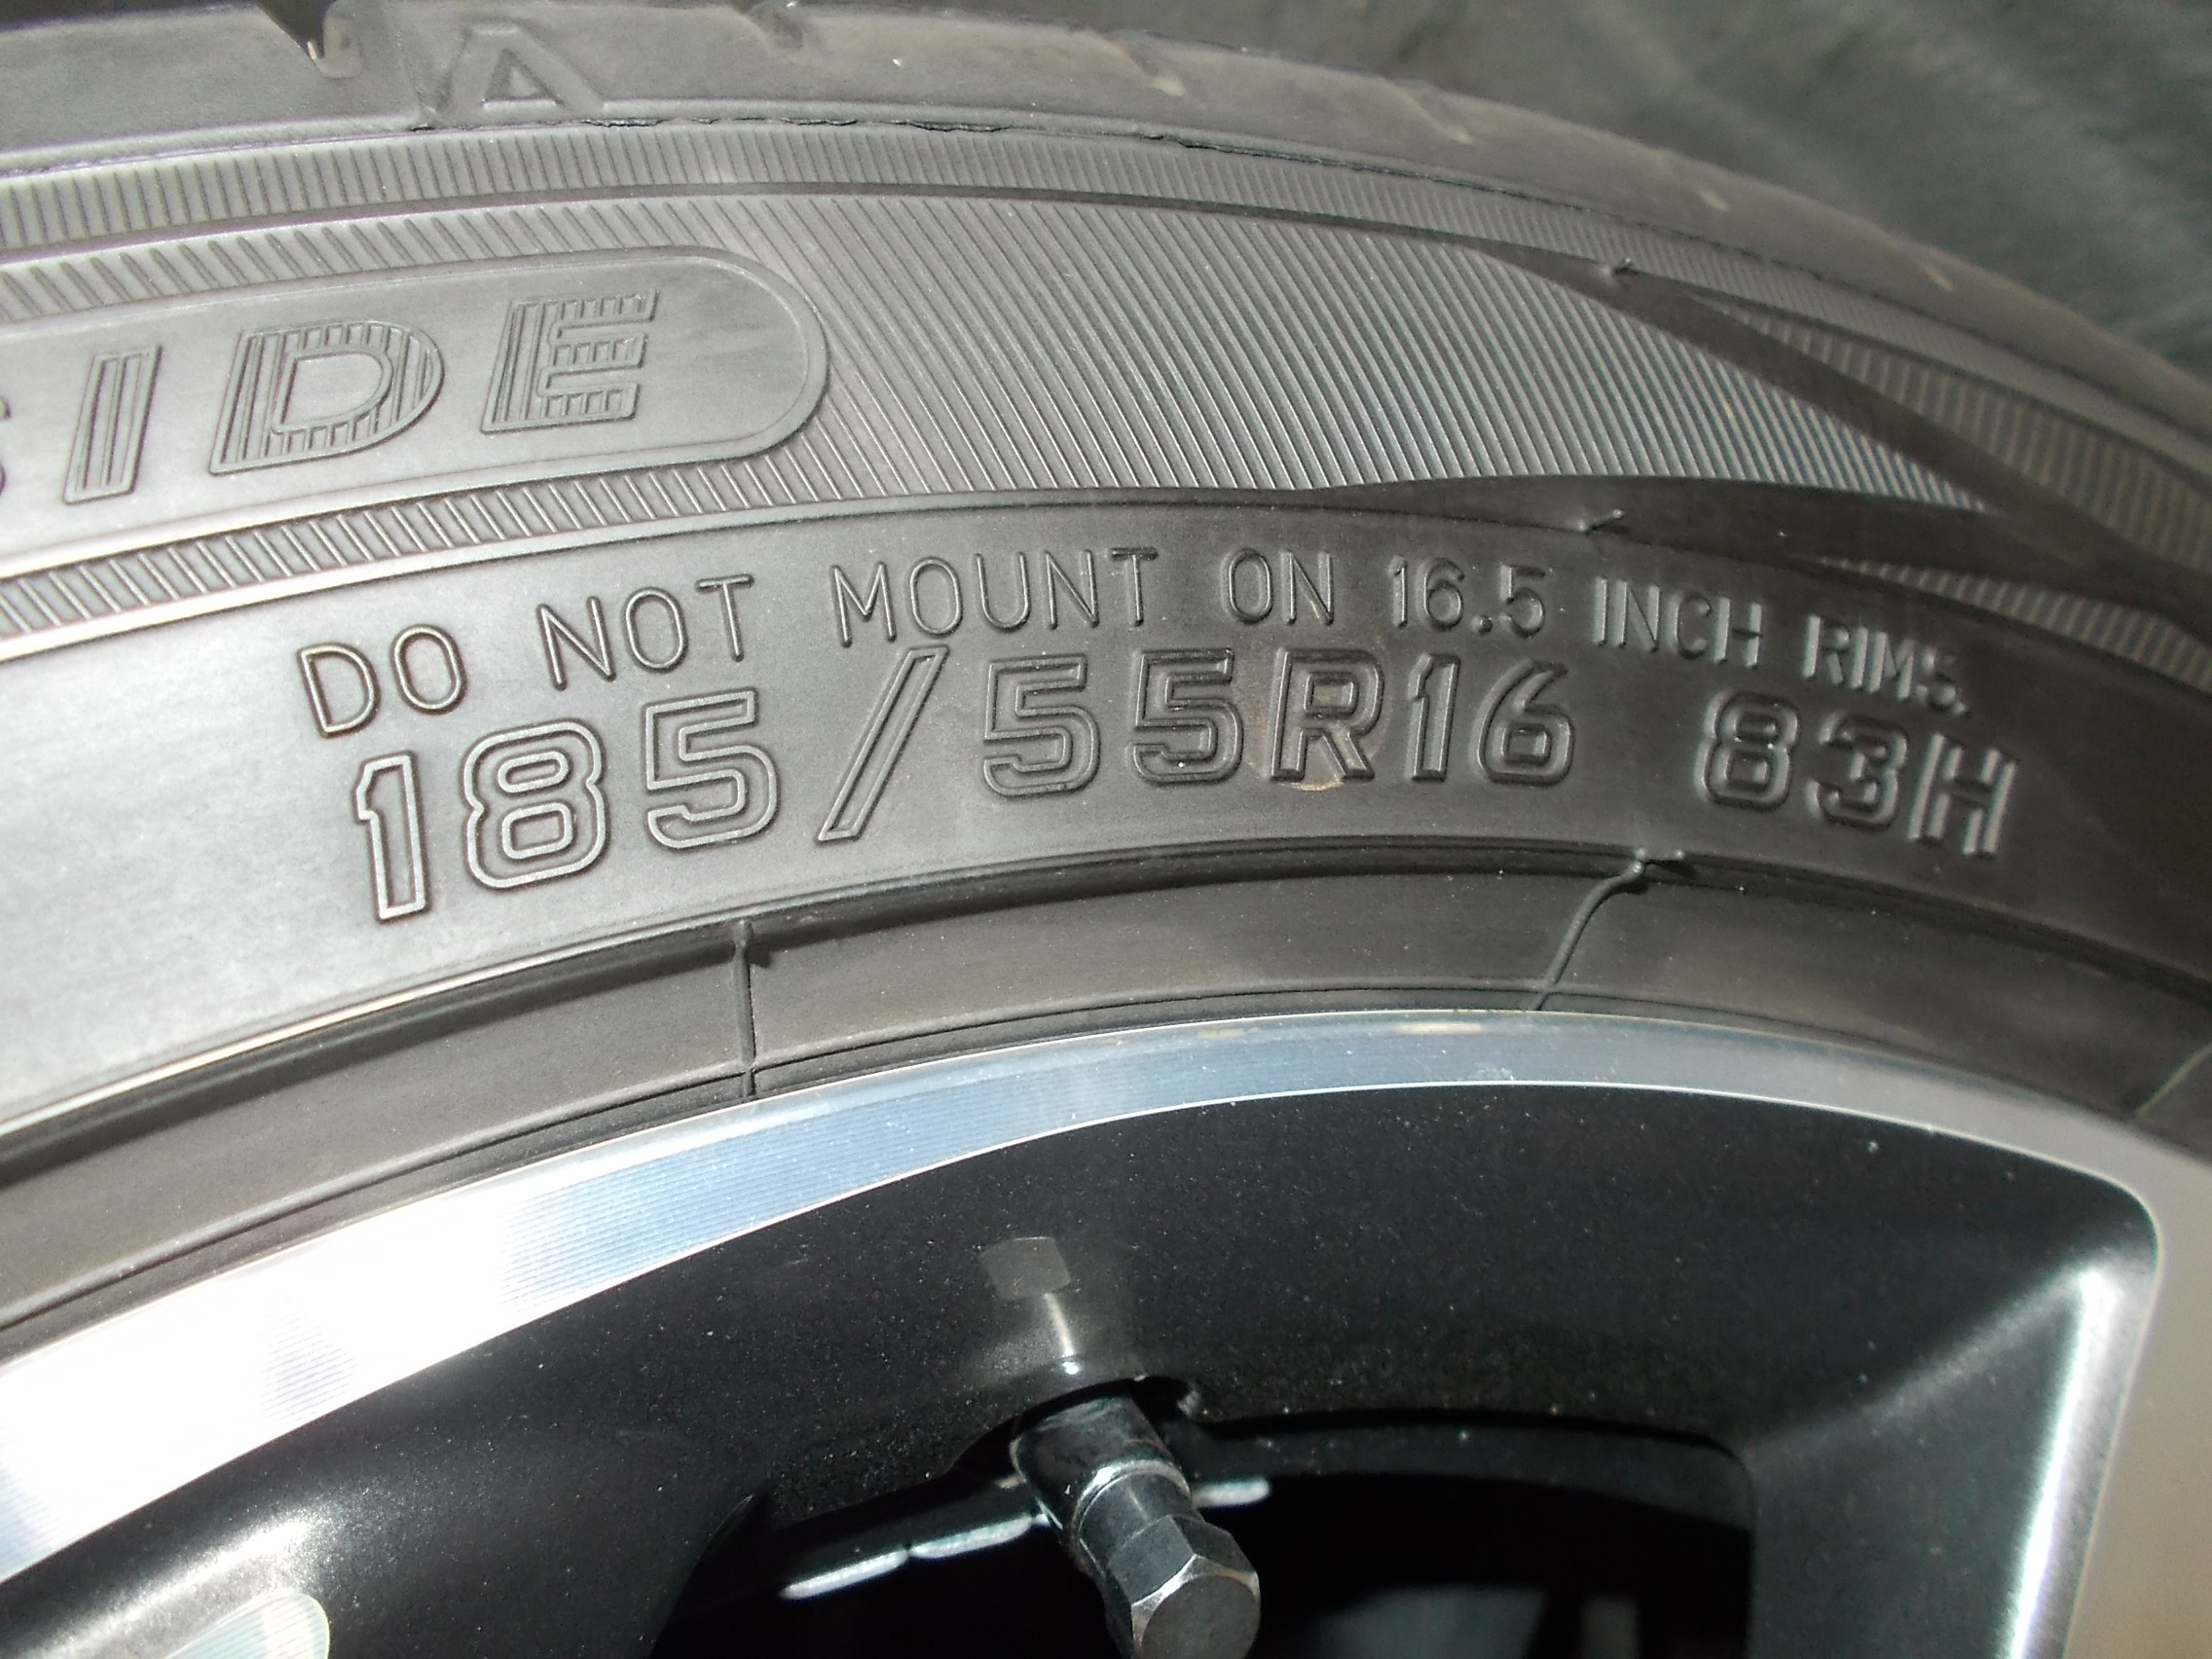 SIDE
DO NOT MOUNT ON 16.5 INCH RIMS.
185/55R16 83H